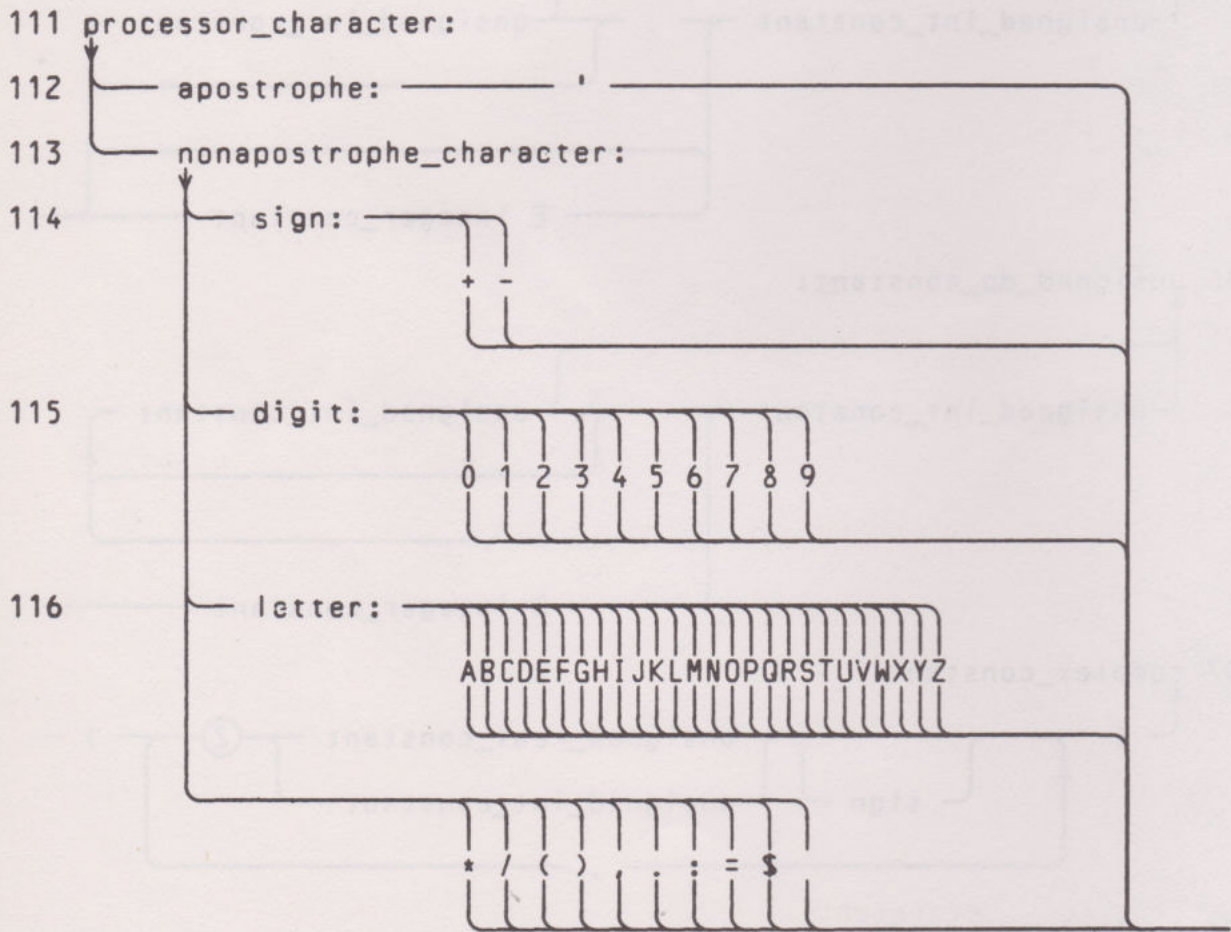 111 processor_character:
112 apostrophe: '
113 nonapostrophe_character:
114 sign:
+ -
115 digit:
0 1 2 3 4 5 6 7 8 9
116 letter:
ABCDEFGHIJKLMNOPQRSTUVWXYZ
* / ( ) , . : = $